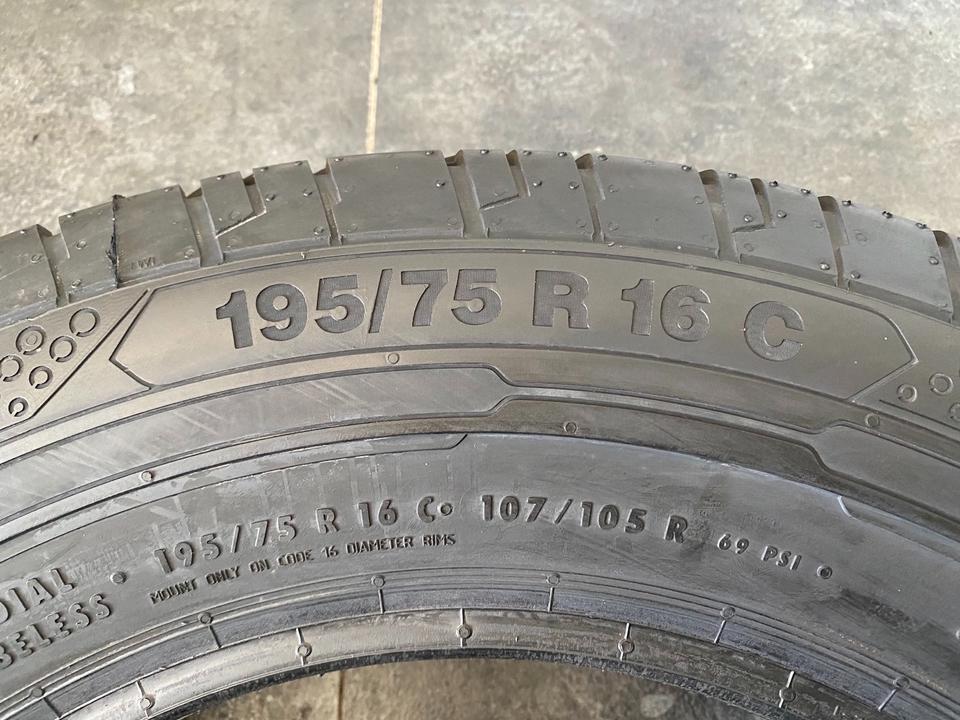 195/75 R 16 C
195/75 R 16 C 107/105 R 69 PSI
MOUNT ONLY ON CODE 16 DIAMETER RIMS